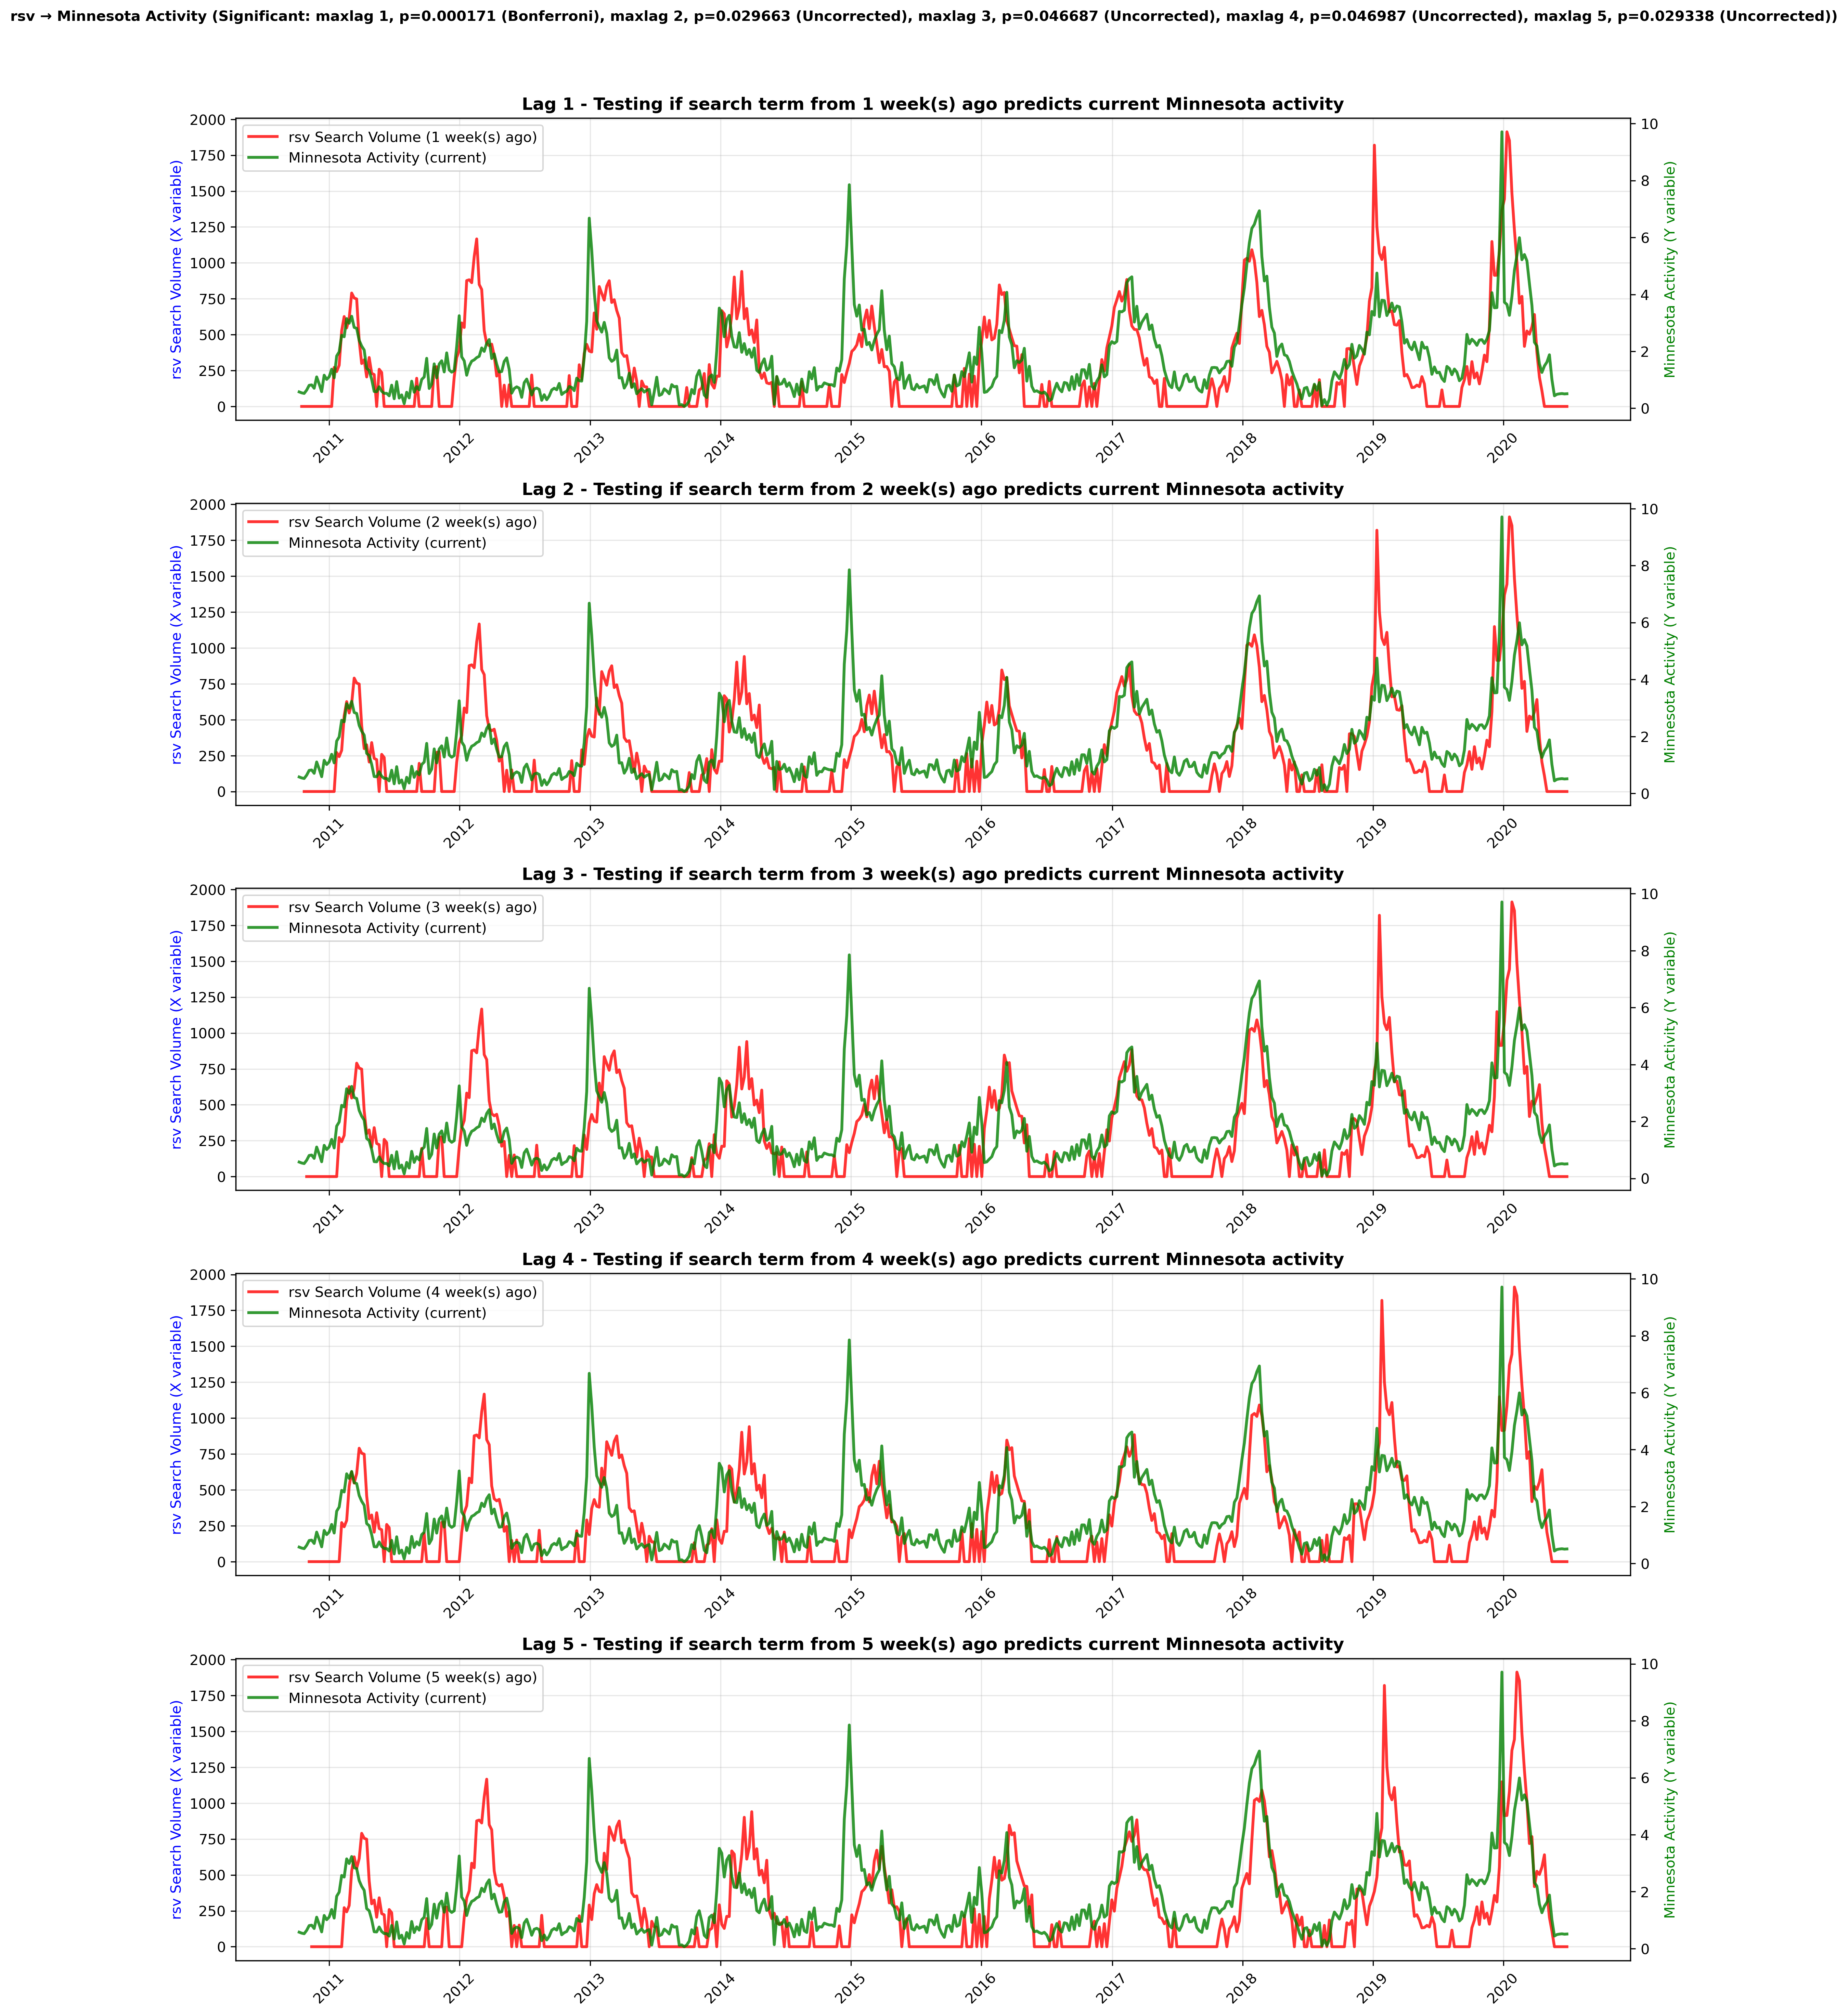 rsv → Minnesota Activity (Significant: maxlag 1, p=0.000171 (Bonferroni), maxlag 2, p=0.029663 (Uncorrected), maxlag 3, p=0.046687 (Uncorrected), maxlag 4, p=0.046987 (Uncorrected), maxlag 5, p=0.029338 (Uncorrected))
Lag 1 - Testing if search term from 1 week(s) ago predicts current Minnesota activity
rsv Search Volume (1 week(s) ago)
Minnesota Activity (current)
rsv Search Volume (X variable)
2000
1750
1500
1250
1000
750
500
250
0
10
8
6
4
2
0
Minnesota Activity (Y variable)
2011 2012 2013 2014 2015 2016 2017 2018 2019 2020
Lag 2 - Testing if search term from 2 week(s) ago predicts current Minnesota activity
rsv Search Volume (2 week(s) ago)
Minnesota Activity (current)
rsv Search Volume (X variable)
2000
1750
1500
1250
1000
750
500
250
0
10
8
6
4
2
0
Minnesota Activity (Y variable)
2011 2012 2013 2014 2015 2016 2017 2018 2019 2020
Lag 3 - Testing if search term from 3 week(s) ago predicts current Minnesota activity
rsv Search Volume (3 week(s) ago)
Minnesota Activity (current)
rsv Search Volume (X variable)
2000
1750
1500
1250
1000
750
500
250
0
10
8
6
4
2
0
Minnesota Activity (Y variable)
2011 2012 2013 2014 2015 2016 2017 2018 2019 2020
Lag 4 - Testing if search term from 4 week(s) ago predicts current Minnesota activity
rsv Search Volume (4 week(s) ago)
Minnesota Activity (current)
rsv Search Volume (X variable)
2000
1750
1500
1250
1000
750
500
250
0
10
8
6
4
2
0
Minnesota Activity (Y variable)
2011 2012 2013 2014 2015 2016 2017 2018 2019 2020
Lag 5 - Testing if search term from 5 week(s) ago predicts current Minnesota activity
rsv Search Volume (5 week(s) ago)
Minnesota Activity (current)
rsv Search Volume (X variable)
2000
1750
1500
1250
1000
750
500
250
0
10
8
6
4
2
0
Minnesota Activity (Y variable)
2011 2012 2013 2014 2015 2016 2017 2018 2019 2020